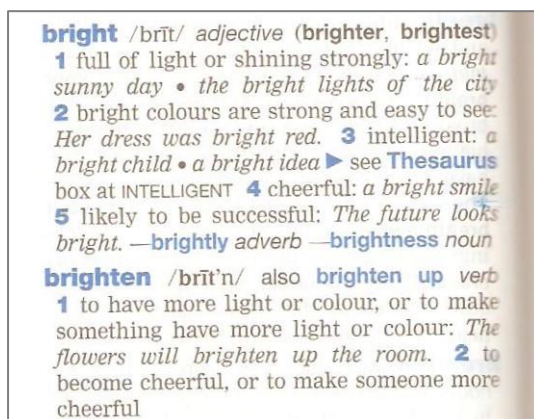 bright /brīt/ adjective (brighter, brightest)
1 full of light or shining strongly: a bright
sunny day • the bright lights of the city
2 bright colours are strong and easy to see:
Her dress was bright red. 3 intelligent: a
bright child • a bright idea ▶ see Thesaurus
box at INTELLIGENT 4 cheerful: a bright smile
5 likely to be successful: The future looks
bright. —brightly adverb —brightness noun
brighten /brīt'n/ also brighten up verb
1 to have more light or colour, or to make
something have more light or colour: The
flowers will brighten up the room. 2 to
become cheerful, or to make someone more
cheerful